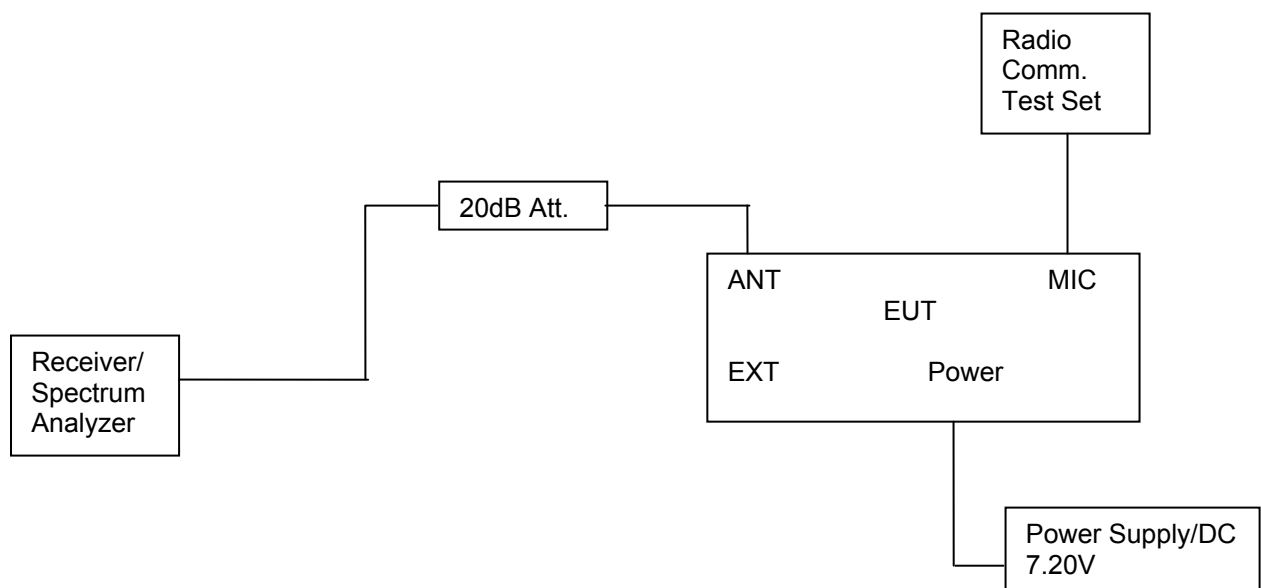 Radio
Comm.
Test Set
20dB Att.
ANT
MIC
EUT
Receiver/
Spectrum
Analyzer
EXT
Power
Power Supply/DC
7.20V